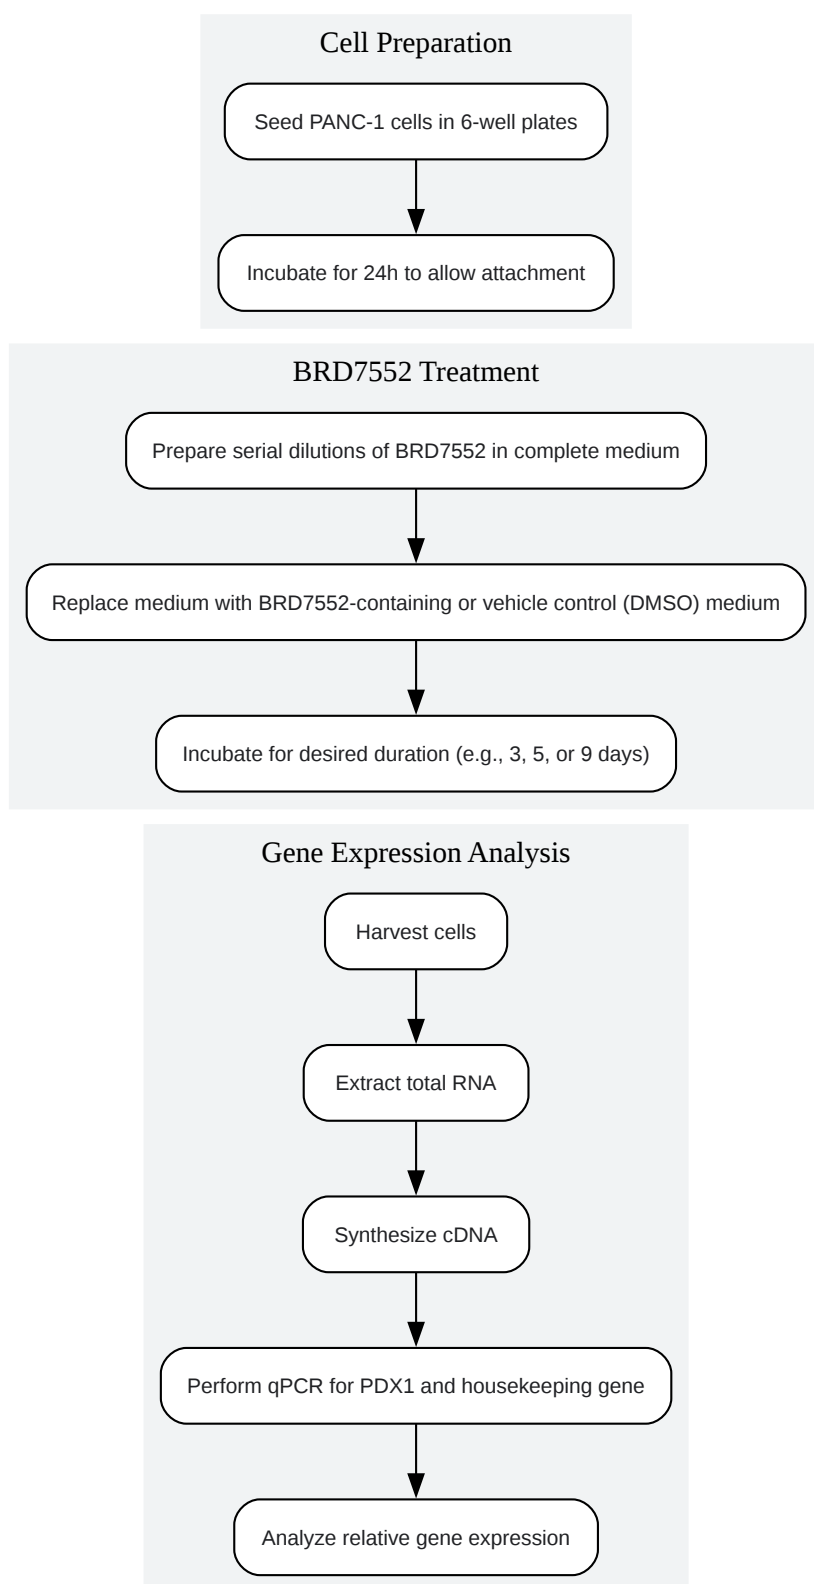 Cell Preparation
Seed PANC-1 cells in 6-well plates
Incubate for 24h to allow attachment
BRD7552 Treatment
Prepare serial dilutions of BRD7552 in complete medium
Replace medium with BRD7552-containing or vehicle control (DMSO) medium
Incubate for desired duration (e.g., 3, 5, or 9 days)
Gene Expression Analysis
Harvest cells
Extract total RNA
Synthesize cDNA
Perform qPCR for PDX1 and housekeeping gene
Analyze relative gene expression